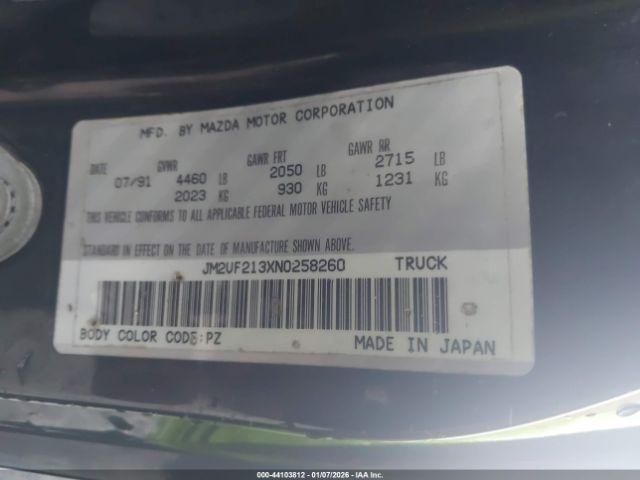 MFD. BY MAZDA MOTOR CORPORATION
DATE GVWR GAWR FRT GAWR RR
07/91 4460 LB 2050 LB 2715 LB
2023 KG 930 KG 1231 KG
THIS VEHICLE CONFORMS TO ALL APPLICABLE FEDERAL MOTOR VEHICLE SAFETY
STANDARD IN EFFECT ON THE DATE OF MANUFACTURE SHOWN ABOVE.
JM2UF213XN0258260 TRUCK
BODY COLOR CODE:PZ MADE IN JAPAN
000-44103812 - 01/07/2026 - IAA Inc.